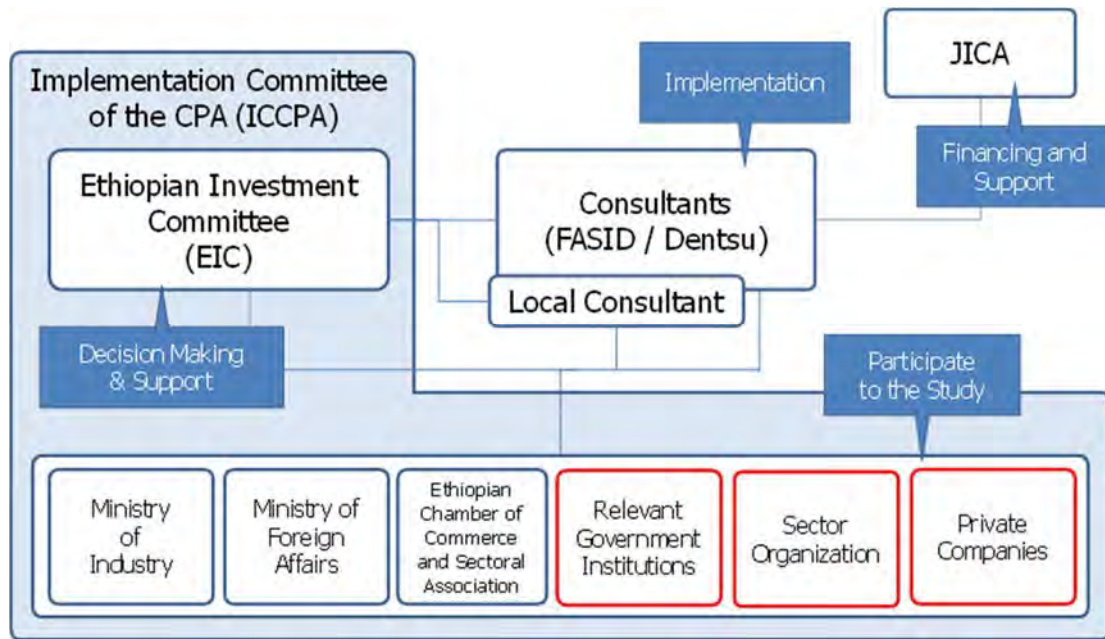 Implementation Committee
of the CPA (ICCPA)
Ethiopian Investment
Committee
(EIC)
Decision Making
& Support
Implementation
Consultants
(FASID / Dentsu)
Local Consultant
JICA
Financing and
Support
Participate
to the Study
Ministry
of
Industry
Ministry of
Foreign
Affairs
Ethiopian
Chamber of
Commerce
and Sectoral
Association
Relevant
Government
Institutions
Sector
Organization
Private
Companies